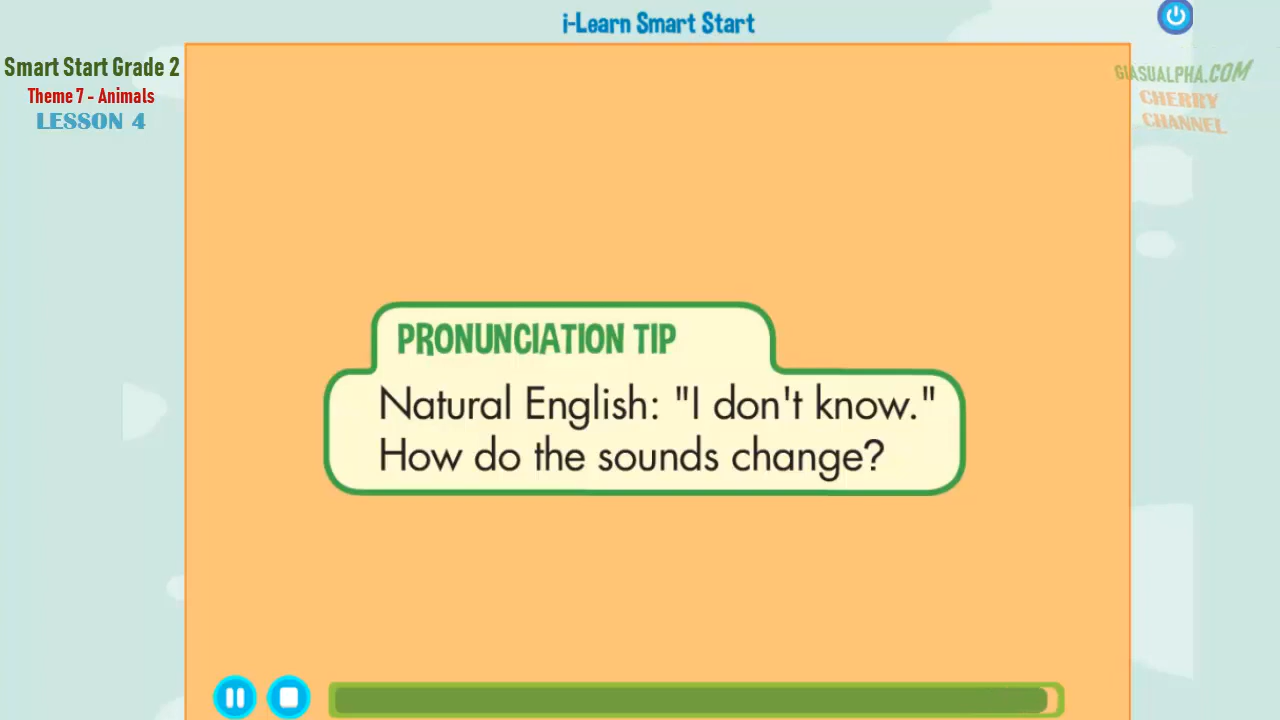 i-Learn Smart Start
Smart Start Grade 2
Theme 7 - Animals
LESSON 4
GIASUALPHA.COM
CHERRY
CHANNEL
PRONUNCIATION TIP
Natural English: "I don't know."
How do the sounds change?